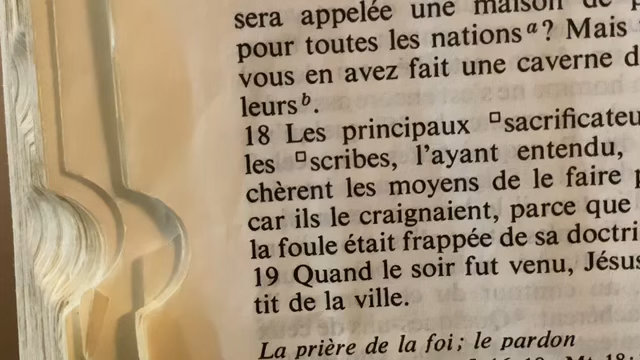 sera appelée une maison de
pour toutes les nationsᵃ? Mais
vous en avez fait une caverne d
leursᵇ.
18 Les principaux □sacrificateu
les □scribes, l'ayant entendu,
chèrent les moyens de le faire
car ils le craignaient, parce que
la foule était frappée de sa doctri
19 Quand le soir fut venu, Jésus
tit de la ville.
La prière de la foi; le pardon